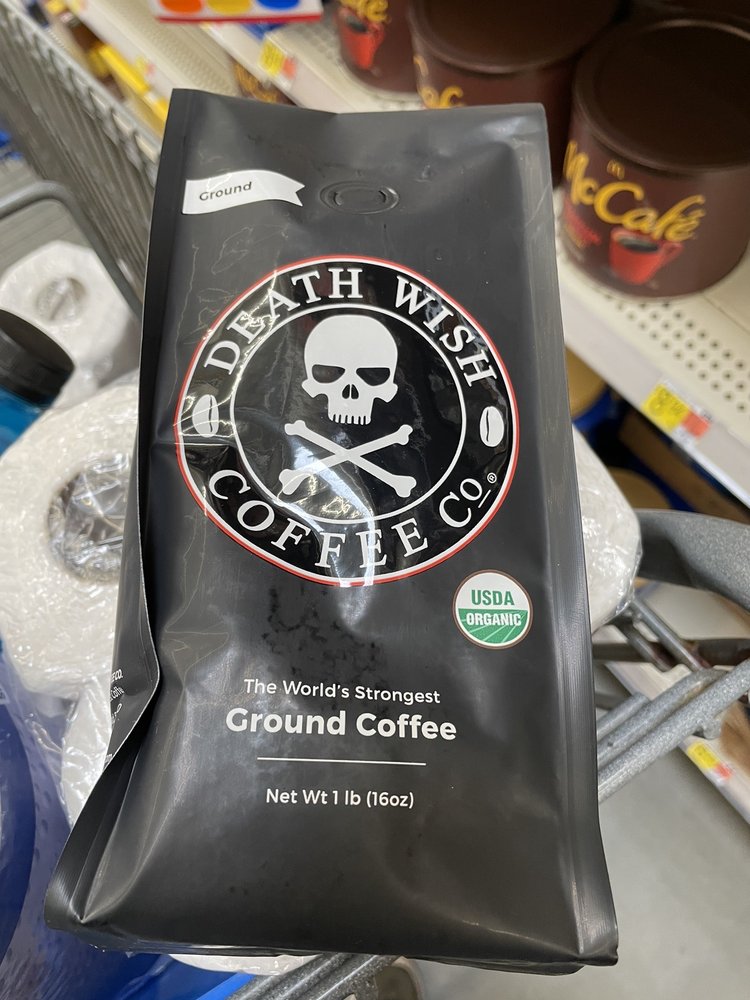 Ground
DEATH WISH
COFFEE Co.®
USDA
ORGANIC
The World's Strongest
Ground Coffee
Net Wt 1 lb (16oz)
McCafé